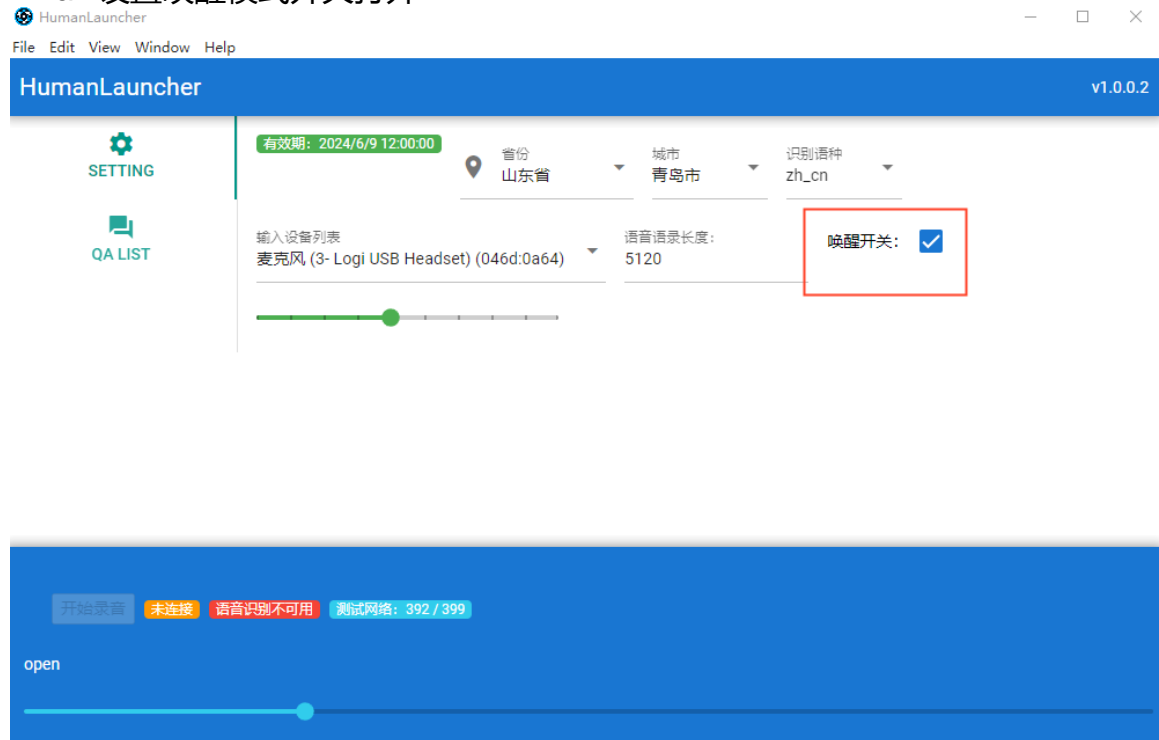 HumanLauncher
File Edit View Window Help
HumanLauncher
v1.0.0.2
SETTING
QA LIST
有效期：2024/6/9 12:00:00
省份
山东省
城市
青岛市
识别语种
zh_cn
输入设备列表
麦克风 (3- Logi USB Headset) (046d:0a64)
语音语录长度：
5120
唤醒开关：
开始录音
未连接
语音识别不可用
测试网络：392 / 399
open